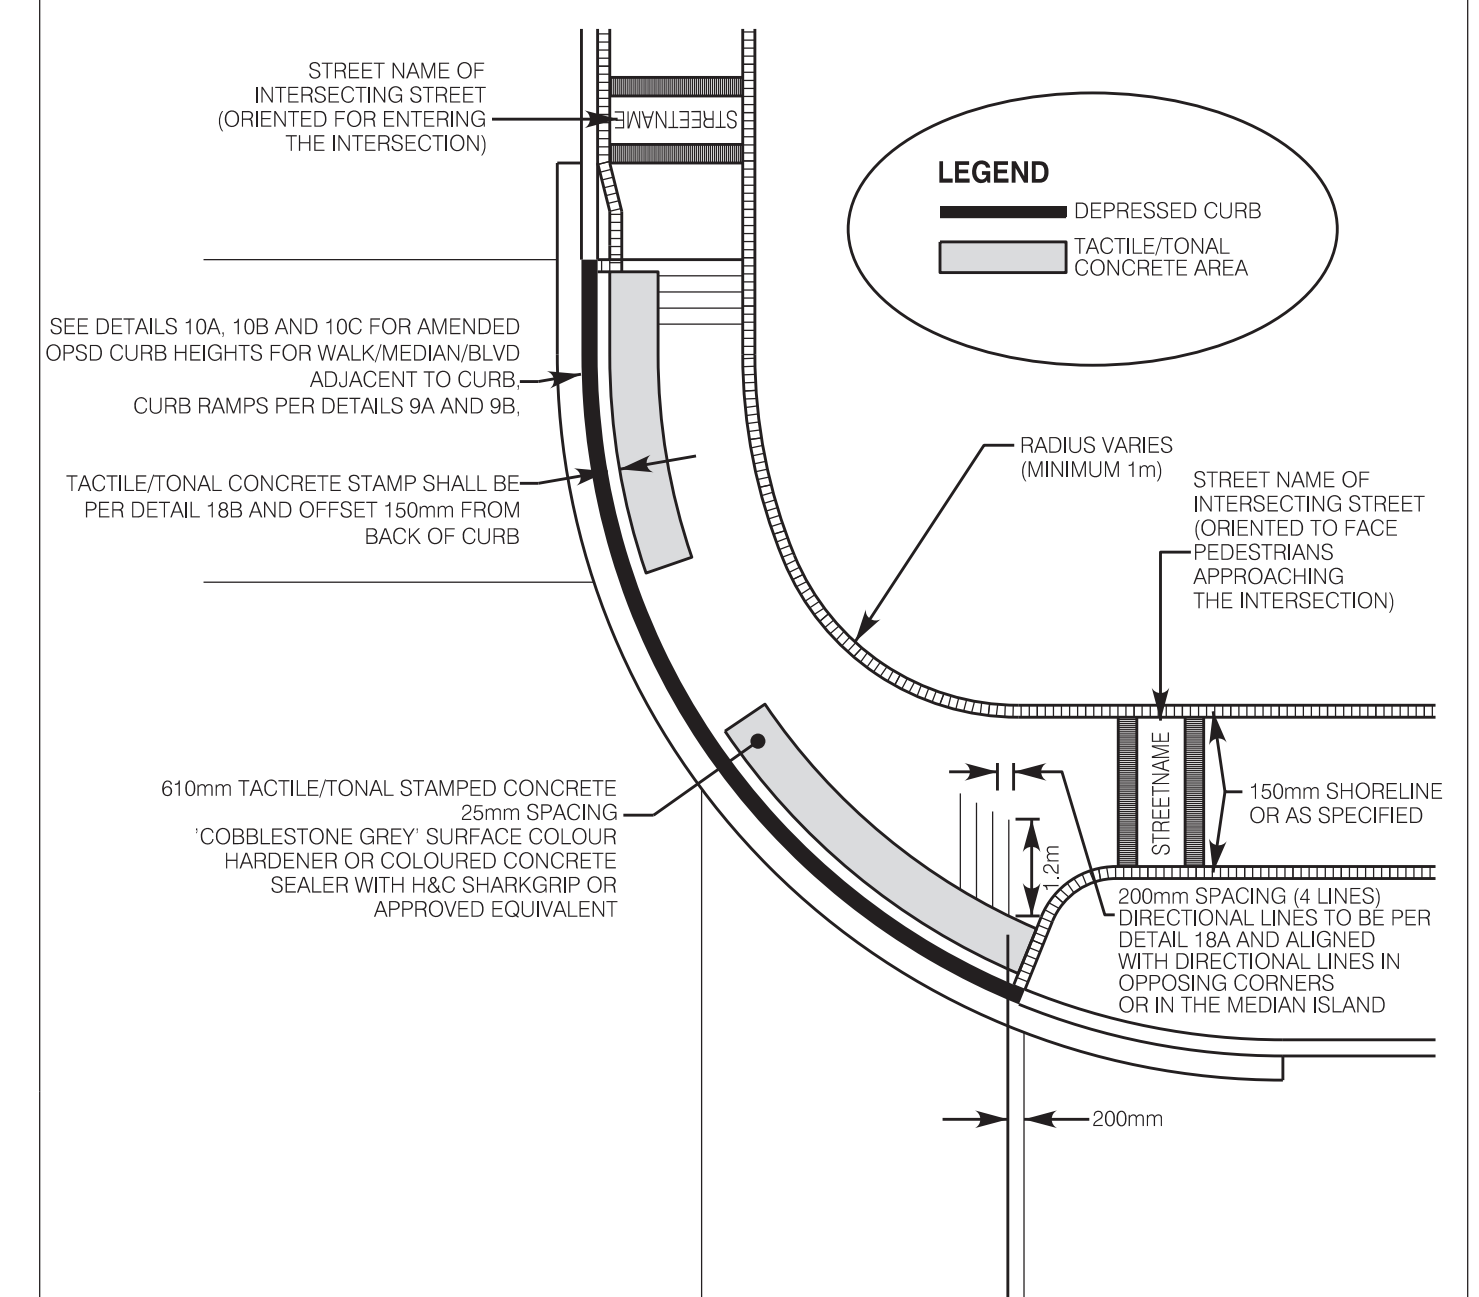 STREET NAME OF
INTERSECTING STREET
(ORIENTED FOR ENTERING
THE INTERSECTION)
STREETNAME
LEGEND
DEPRESSED CURB
TACTILE/TONAL
CONCRETE AREA
SEE DETAILS 10A, 10B AND 10C FOR AMENDED
OPSD CURB HEIGHTS FOR WALK/MEDIAN/BLVD
ADJACENT TO CURB,
CURB RAMPS PER DETAILS 9A AND 9B,
TACTILE/TONAL CONCRETE STAMP SHALL BE
PER DETAIL 18B AND OFFSET 150mm FROM
BACK OF CURB
RADIUS VARIES
(MINIMUM 1m)
STREET NAME OF
INTERSECTING STREET
(ORIENTED TO FACE
PEDESTRIANS
APPROACHING
THE INTERSECTION)
610mm TACTILE/TONAL STAMPED CONCRETE
25mm SPACING
'COBBLESTONE GREY' SURFACE COLOUR
HARDENER OR COLOURED CONCRETE
SEALER WITH H&C SHARKGRIP OR
APPROVED EQUIVALENT
STREETNAME
150mm SHORELINE
OR AS SPECIFIED
1.2m
200mm SPACING (4 LINES)
DIRECTIONAL LINES TO BE PER
DETAIL 18A AND ALIGNED
WITH DIRECTIONAL LINES IN
OPPOSING CORNERS
OR IN THE MEDIAN ISLAND
200mm